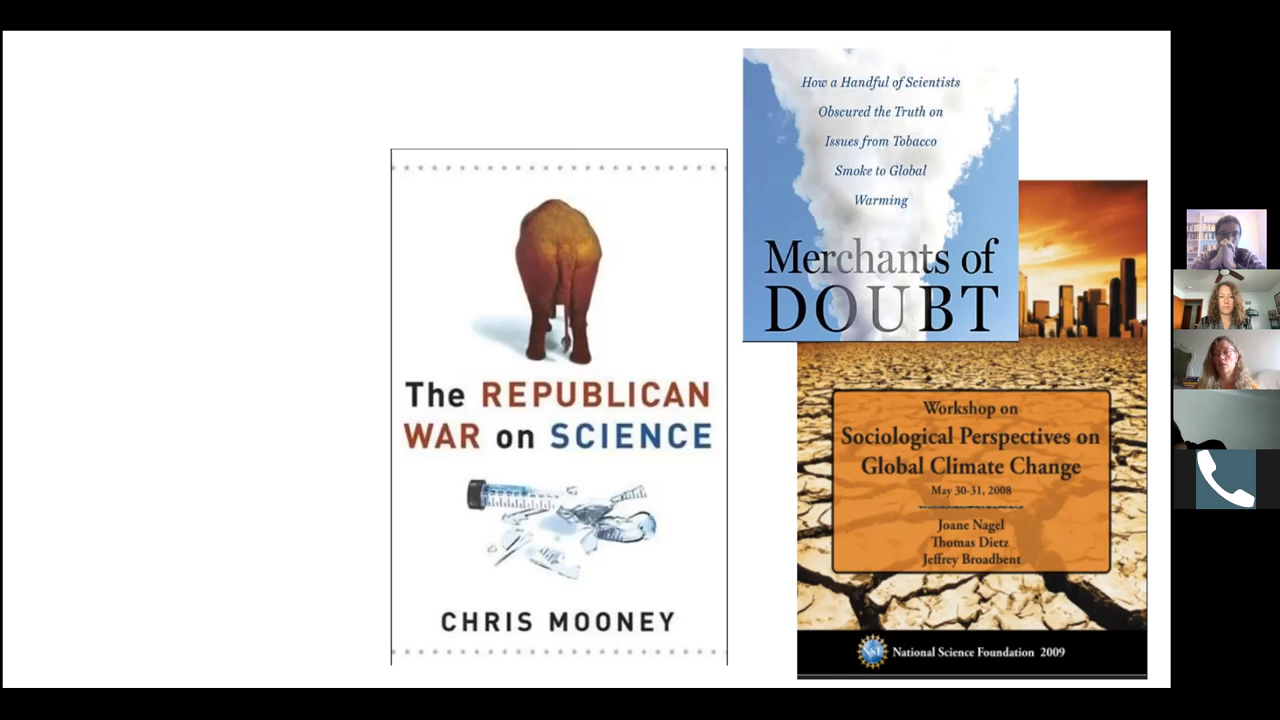 The REPUBLICAN
WAR on SCIENCE
CHRIS MOONEY
How a Handful of Scientists
Obscured the Truth on
Issues from Tobacco
Smoke to Global
Warming
Merchants of
DOUBT
Workshop on
Sociological Perspectives on
Global Climate Change
May 30-31, 2008
Joane Nagel
Thomas Dietz
Jeffrey Broadbent
NSF National Science Foundation 2009